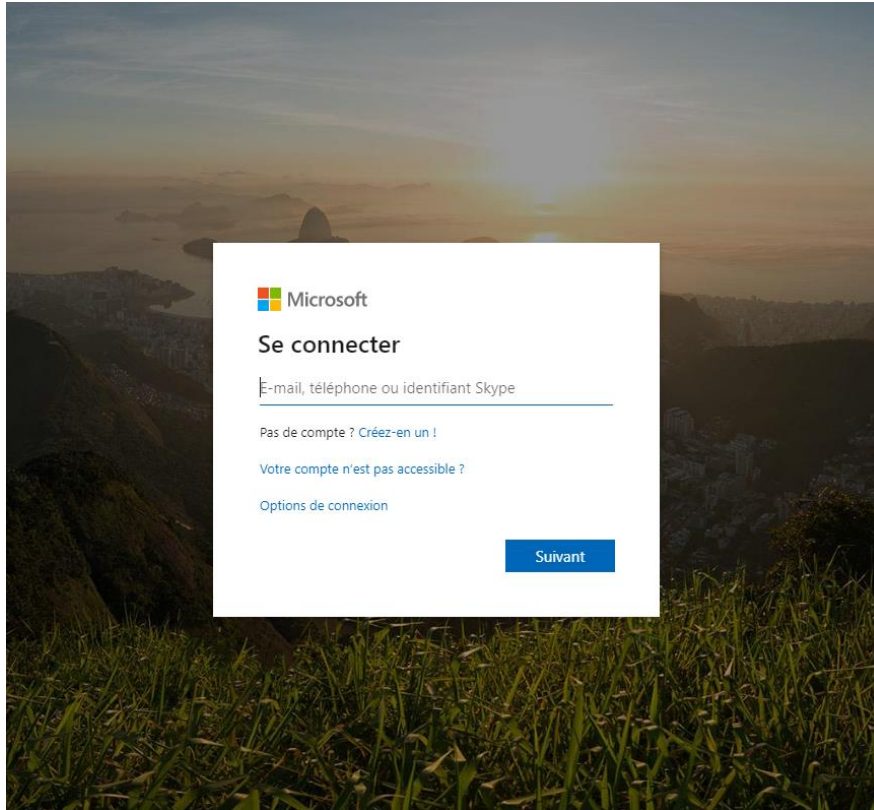 Microsoft
Se connecter
E-mail, téléphone ou identifiant Skype
Pas de compte ? Créez-en un !
Votre compte n'est pas accessible ?
Options de connexion
Suivant